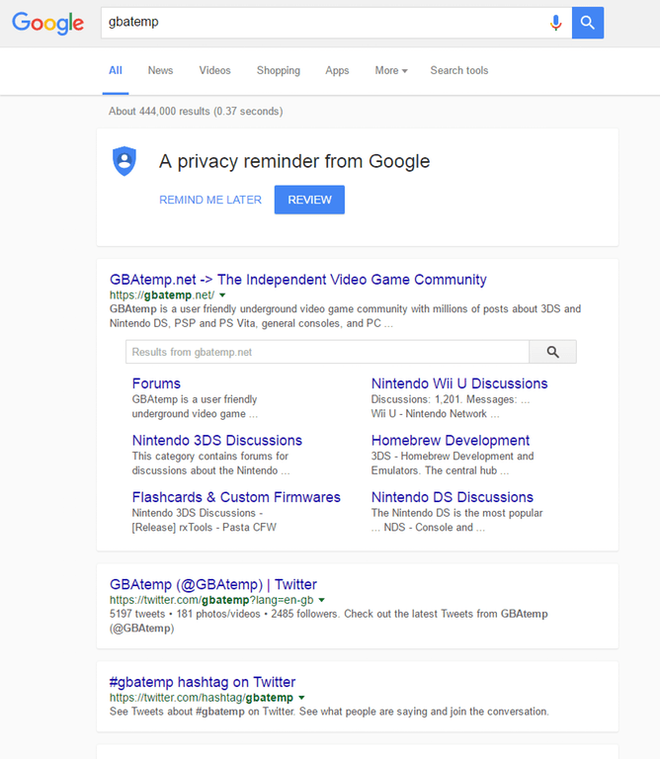 Google
gbatemp
All News Videos Shopping Apps More Search tools
About 444,000 results (0.37 seconds)
A privacy reminder from Google
REMIND ME LATER REVIEW
GBAtemp.net -> The Independent Video Game Community
https://gbatemp.net/
GBAtemp is a user friendly underground video game community with millions of posts about 3DS and
Nintendo DS, PSP and PS Vita, general consoles, and PC ...
Results from gbatemp.net
Forums
GBAtemp is a user friendly
underground video game ...
Nintendo Wii U Discussions
Discussions: 1,201. Messages: ...
Wii U - Nintendo Network ...
Nintendo 3DS Discussions
This category contains forums for
discussions about the Nintendo ...
Homebrew Development
3DS - Homebrew Development and
Emulators. The central hub ...
Flashcards & Custom Firmwares
Nintendo 3DS Discussions -
[Release] rxTools - Pasta CFW
Nintendo DS Discussions
The Nintendo DS is the most popular
... NDS - Console and ...
GBAtemp (@GBAtemp) | Twitter
https://twitter.com/gbatemp?lang=en-gb
5197 tweets • 181 photos/videos • 2485 followers. Check out the latest Tweets from GBAtemp
(@GBAtemp)
#gbatemp hashtag on Twitter
https://twitter.com/hashtag/gbatemp
See Tweets about #gbatemp on Twitter. See what people are saying and join the conversation.